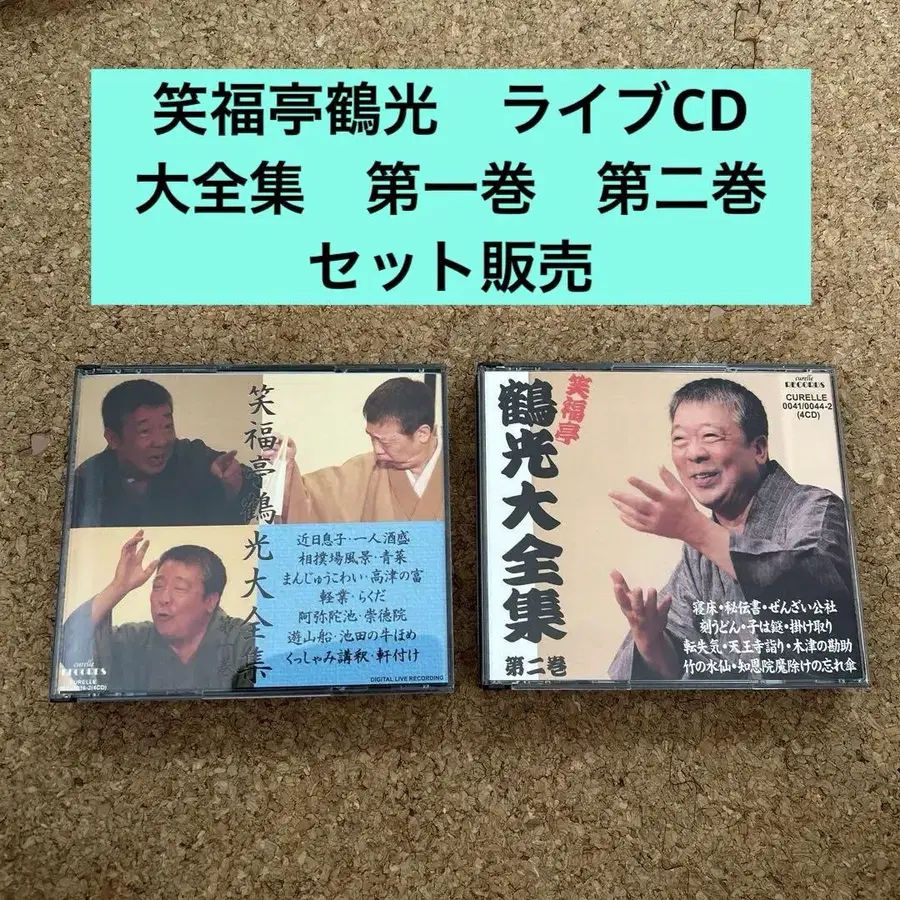 笑福亭鶴光　ライブCD
大全集　第一巻　第二巻
セット販売
笑福亭鶴光大全集
近日息子・一人酒盛
相撲場風景・青菜
まんじゅうこわい・高津の富
軽業・らくだ
阿弥陀池・崇徳院
遊山船・池田の牛ほめ
くっしゃみ講釈・軒付け
curelle
RECORDS
CURELLE
(4CD)
DIGITAL LIVE RECORDING
笑福亭
鶴光大全集
第二巻
curelle
RECORDS
CURELLE
0041/0044-2
(4CD)
寝床・秘伝書・ぜんざい公社
刻うどん・子は鎹・掛け取り
転失気・天王寺詣り・木津の勘助
竹の水仙・知恩院魔除けの忘れ傘